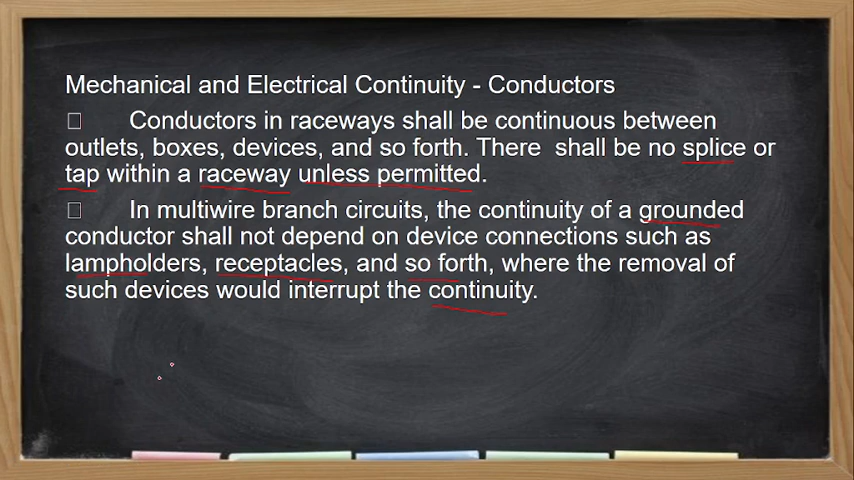 Mechanical and Electrical Continuity - Conductors
Conductors in raceways shall be continuous between
outlets, boxes, devices, and so forth. There shall be no splice or
tap within a raceway unless permitted.
In multiwire branch circuits, the continuity of a grounded
conductor shall not depend on device connections such as
lampholders, receptacles, and so forth, where the removal of
such devices would interrupt the continuity.